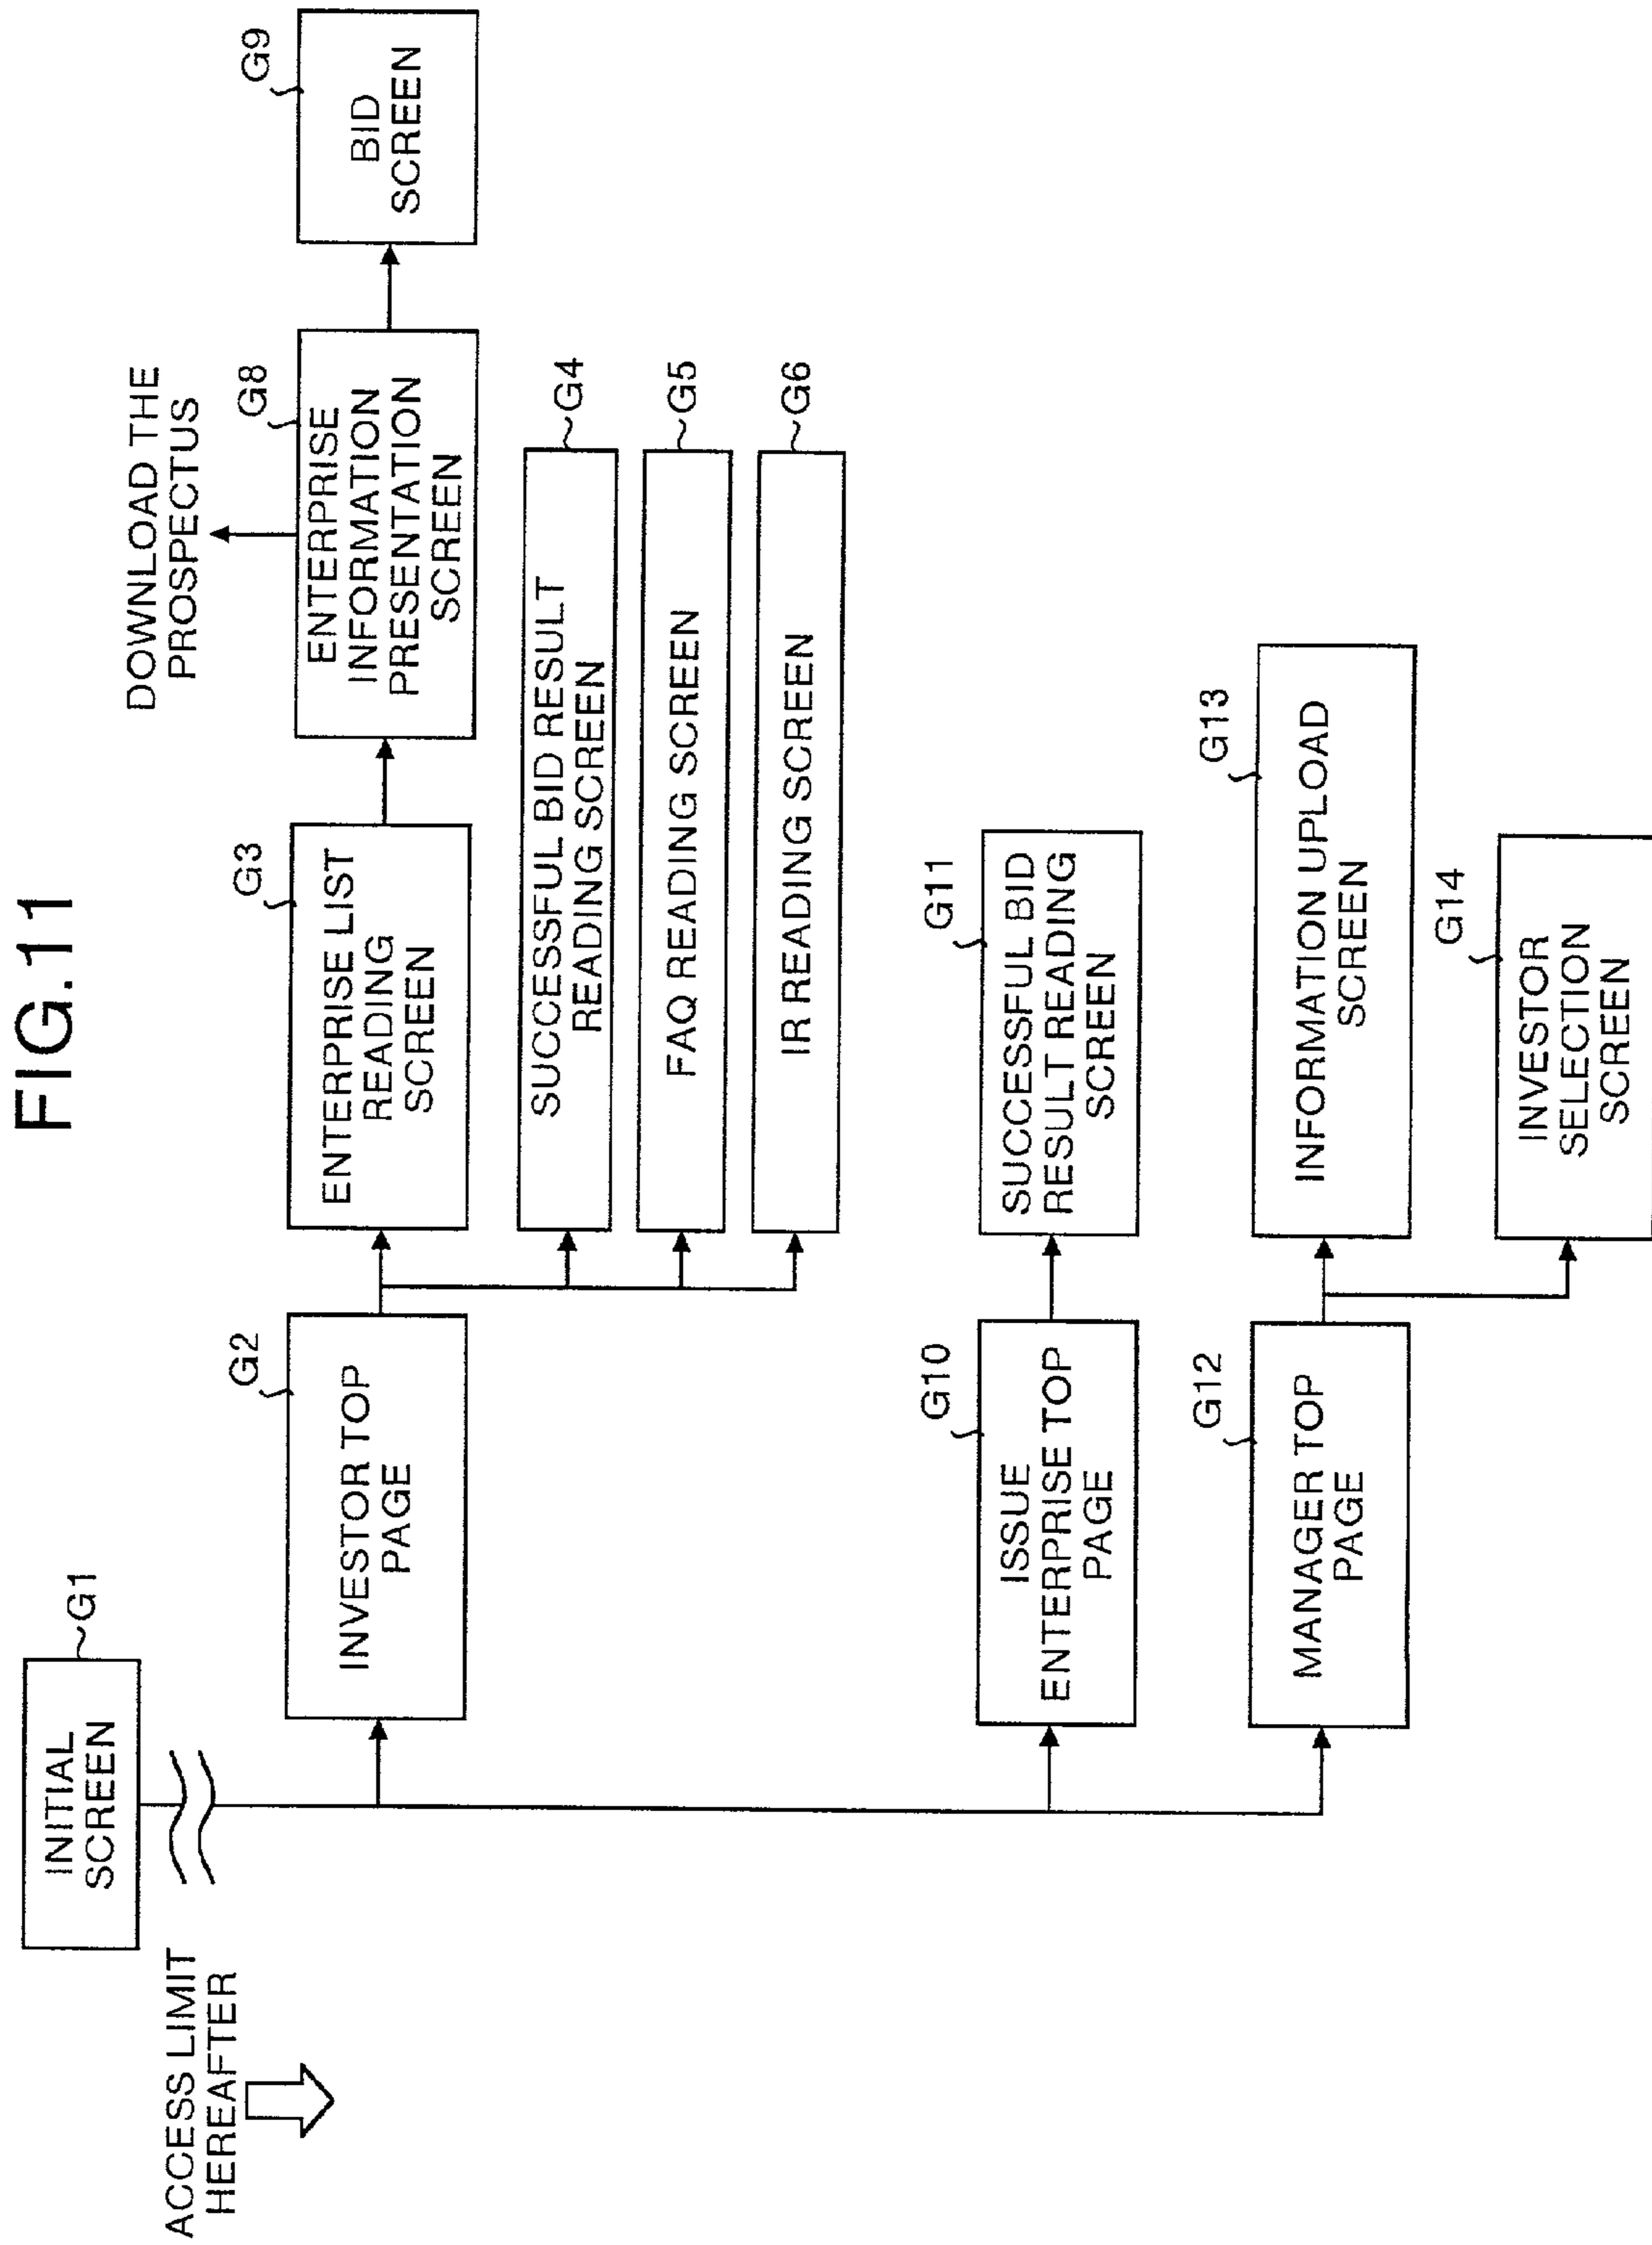 FIG.11
INITIAL
SCREEN
G1
ACCESS LIMIT
HEREAFTER
G2
INVESTOR TOP
PAGE
G3
ENTERPRISE LIST
READING
SCREEN
DOWNLOAD THE
PROSPECTUS
G8
ENTERPRISE
INFORMATION
PRESENTATION
SCREEN
G9
BID
SCREEN
SUCCESSFUL BID RESULT
READING SCREEN
G4
FAQ READING SCREEN
G5
IR READING SCREEN
G6
G10
ISSUE
ENTERPRISE TOP
PAGE
G11
SUCCESSFUL BID
RESULT READING
SCREEN
G12
MANAGER TOP
PAGE
G13
INFORMATION UPLOAD
SCREEN
G14
INVESTOR
SELECTION
SCREEN